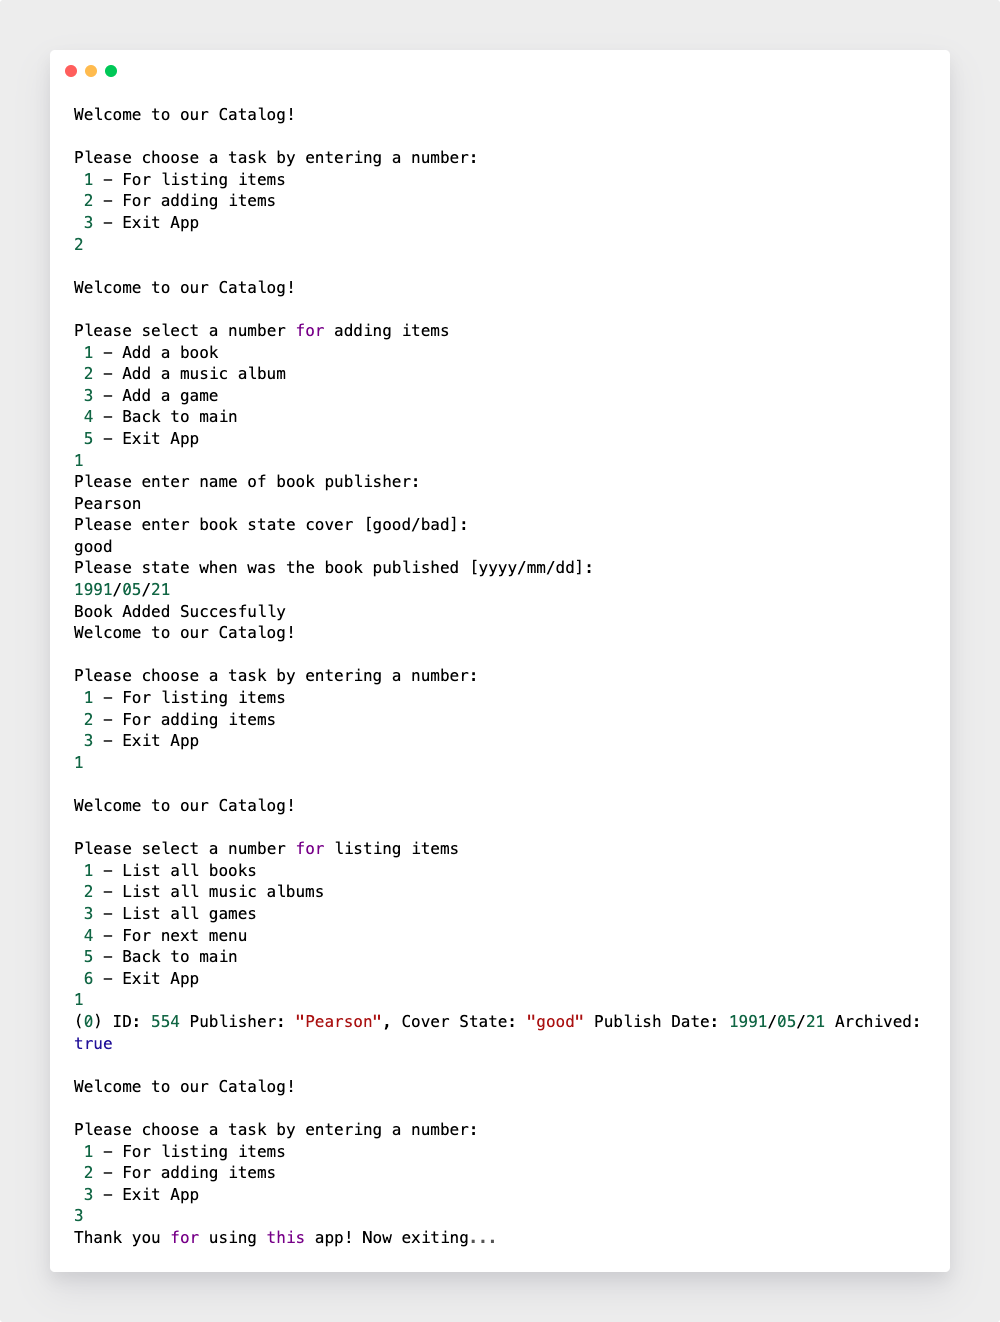 Welcome to our Catalog!
Please choose a task by entering a number:
1 – For listing items
2 – For adding items
3 – Exit App
2
Welcome to our Catalog!
Please select a number for adding items
1 – Add a book
2 – Add a music album
3 – Add a game
4 – Back to main
5 – Exit App
1
Please enter name of book publisher:
Pearson
Please enter book state cover [good/bad]:
good
Please state when was the book published [yyyy/mm/dd]:
1991/05/21
Book Added Succesfully
Welcome to our Catalog!
Please choose a task by entering a number:
1 – For listing items
2 – For adding items
3 – Exit App
1
Welcome to our Catalog!
Please select a number for listing items
1 – List all books
2 – List all music albums
3 – List all games
4 – For next menu
5 – Back to main
6 – Exit App
1
(0) ID: 554 Publisher: "Pearson", Cover State: "good" Publish Date: 1991/05/21 Archived:
true
Welcome to our Catalog!
Please choose a task by entering a number:
1 – For listing items
2 – For adding items
3 – Exit App
3
Thank you for using this app! Now exiting...